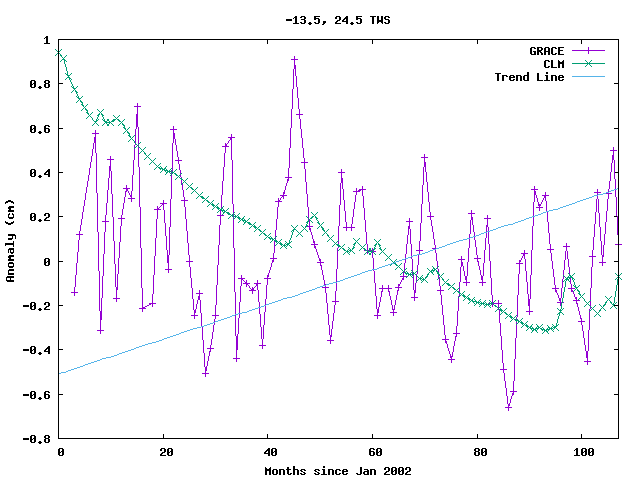 -13.5, 24.5 TWS
GRACE
CLM
Trend Line
1
0.8
0.6
0.4
0.2
0
-0.2
-0.4
-0.6
-0.8
Anomaly (cm)
0 20 40 60 80 100
Months since Jan 2002